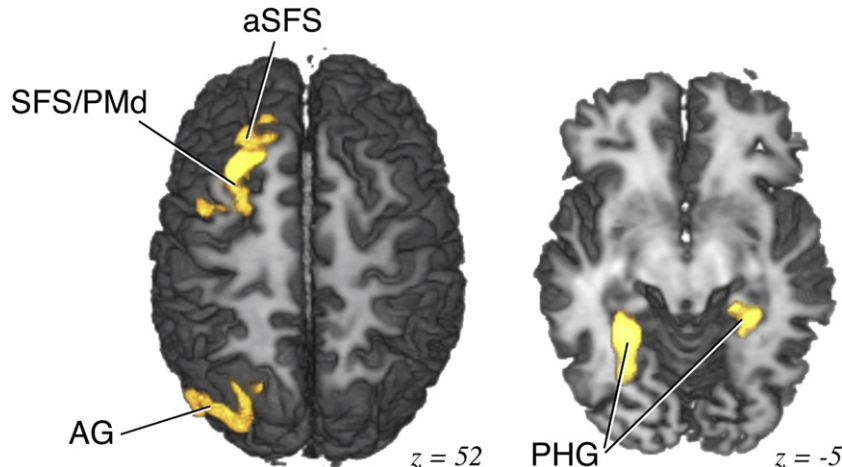 aSFS
SFS/PMd
AG
z = 52
PHG
z = -5